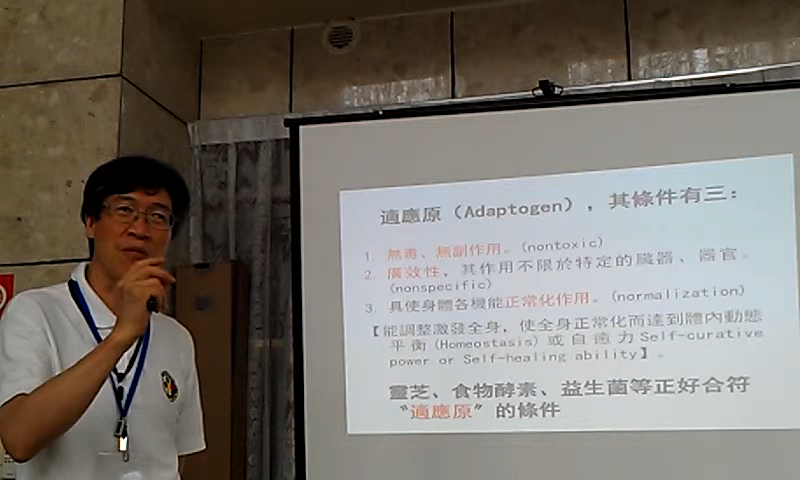 適應原（Adaptogen），其條件有三：
1. 無毒、無副作用。(nontoxic)
2. 廣效性，其作用不限於特定的臟器、器官。
(nonspecific)
3. 具使身體各機能正常化作用。(normalization)
【能調整激發全身，使全身正常化而達到體內動態
平衡(Homeostasis)或自癒力Self-curative
power or Self-healing ability】。
靈芝、食物酵素、益生菌等正好合符
〝適應原〞的條件